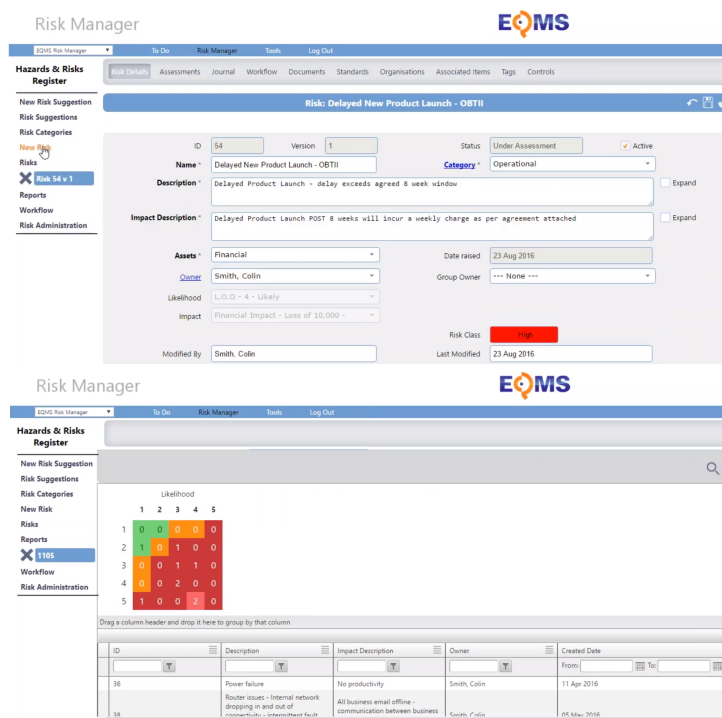 Risk Manager
EQMS
EQMS Risk Manager To Do Risk Manager Tools Log Out
Hazards & Risks
Register
Risk Details Assessments Journal Workflow Documents Standards Organisations Associated Items Tags Controls
New Risk Suggestion
Risk: Delayed New Product Launch - OBTII
Risk Suggestions
Risk Categories
New Risk
Risks
Risk 54 v 1
Reports
Workflow
Risk Administration
ID 54 Version 1 Status Under Assessment Active
Name * Delayed New Product Launch - OBTII Category * Operational
Description * Delayed Product Launch - delay exceeds agreed 8 week window Expand
Impact Description * Delayed Product Launch POST 8 weeks will incur a weekly charge as per agreement attached Expand
Assets * Financial Date raised 23 Aug 2016
Owner Smith, Colin Group Owner --- None ---
Likelihood L.O.O - 4 - Likely
Impact Financial Impact - Loss of 10,000 -
Risk Class High
Modified By Smith, Colin Last Modified 23 Aug 2016
Risk Manager
EQMS
EQMS Risk Manager To Do Risk Manager Tools Log Out
Hazards & Risks
Register
New Risk Suggestion
Risk Suggestions
Risk Categories
New Risk
Risks
Reports
1105
Workflow
Risk Administration
Likelihood
1 2 3 4 5
1 0 0 0 0 0
2 1 0 1 0 0
3 0 0 1 1 0
4 0 0 2 0 0
5 1 0 0 2 0
Drag a column header and drop it here to group by that column
ID Description Impact Description Owner Created Date
From: To:
36 Power failure No productivity Smith, Colin 11 Apr 2016
Router issues - Internal network
dropping in and out of
connectivity - intermittent fault
All business email offline -
communication between business
38 Smith, Colin 05 May 2016